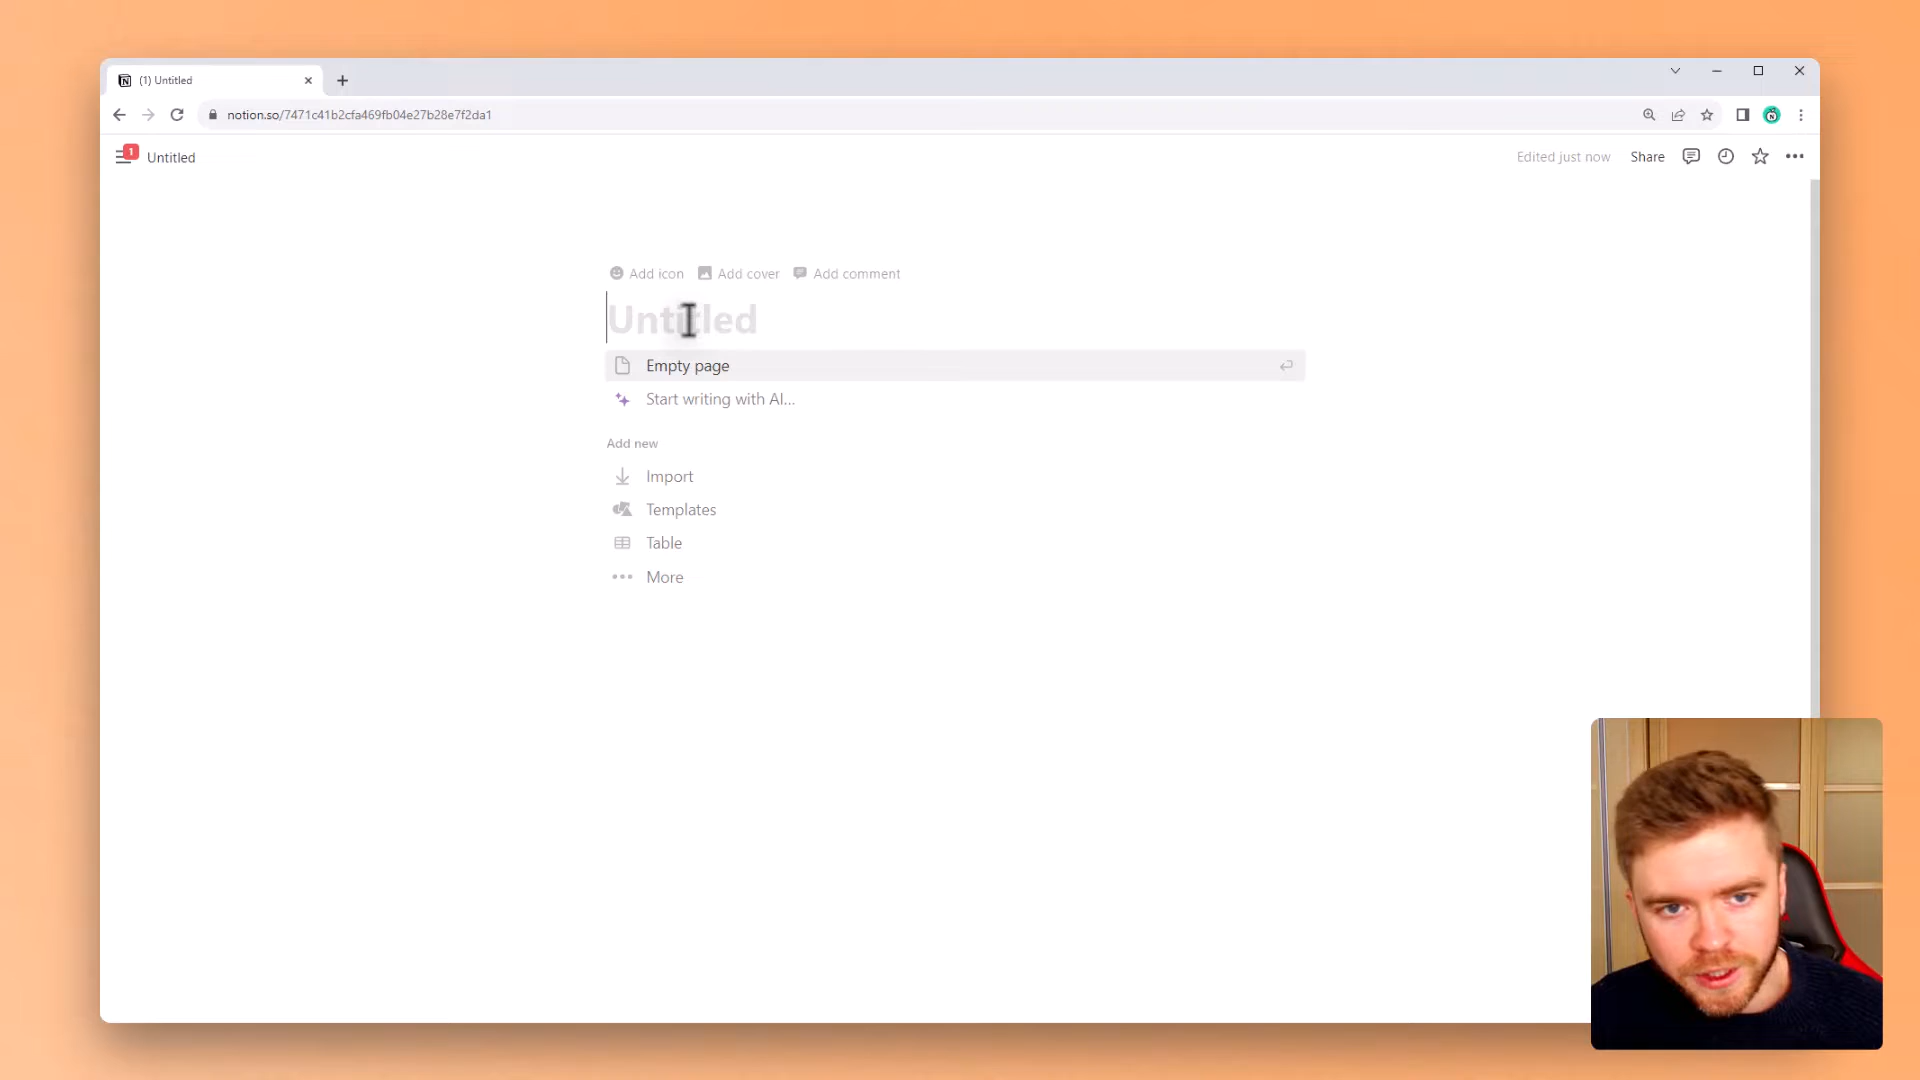 (1) Untitled
notion.so/7471c41b2cfa469fb04e27b28e7f2da1
1
Untitled
Edited just now
Share
Add icon Add cover Add comment
Untitled
Empty page
Start writing with AI...
Add new
Import
Templates
Table
More